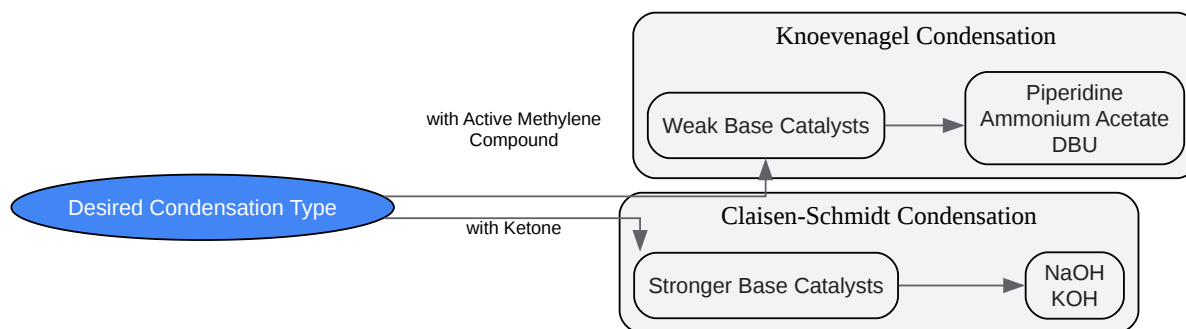 Knoevenagel Condensation
with Active Methylene
Compound
Weak Base Catalysts
Piperidine
Ammonium Acetate
DBU
Desired Condensation Type
with Ketone
Claisen-Schmidt Condensation
Stronger Base Catalysts
NaOH
KOH